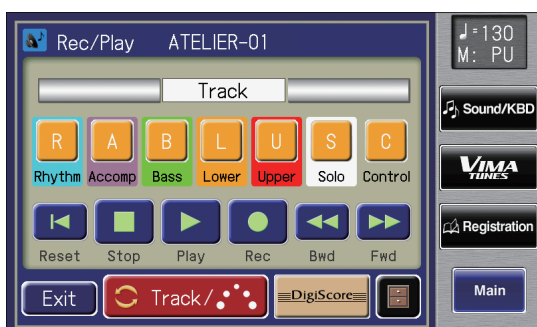 Rec/Play ATELIER-01
♩=130
M: PU
Track
R A B L U S C
Rhythm Accomp Bass Lower Upper Solo Control
Reset Stop Play Rec Bwd Fwd
Exit Track/ DigiScore
Sound/KBD
VIMA
TUNES
Registration
Main